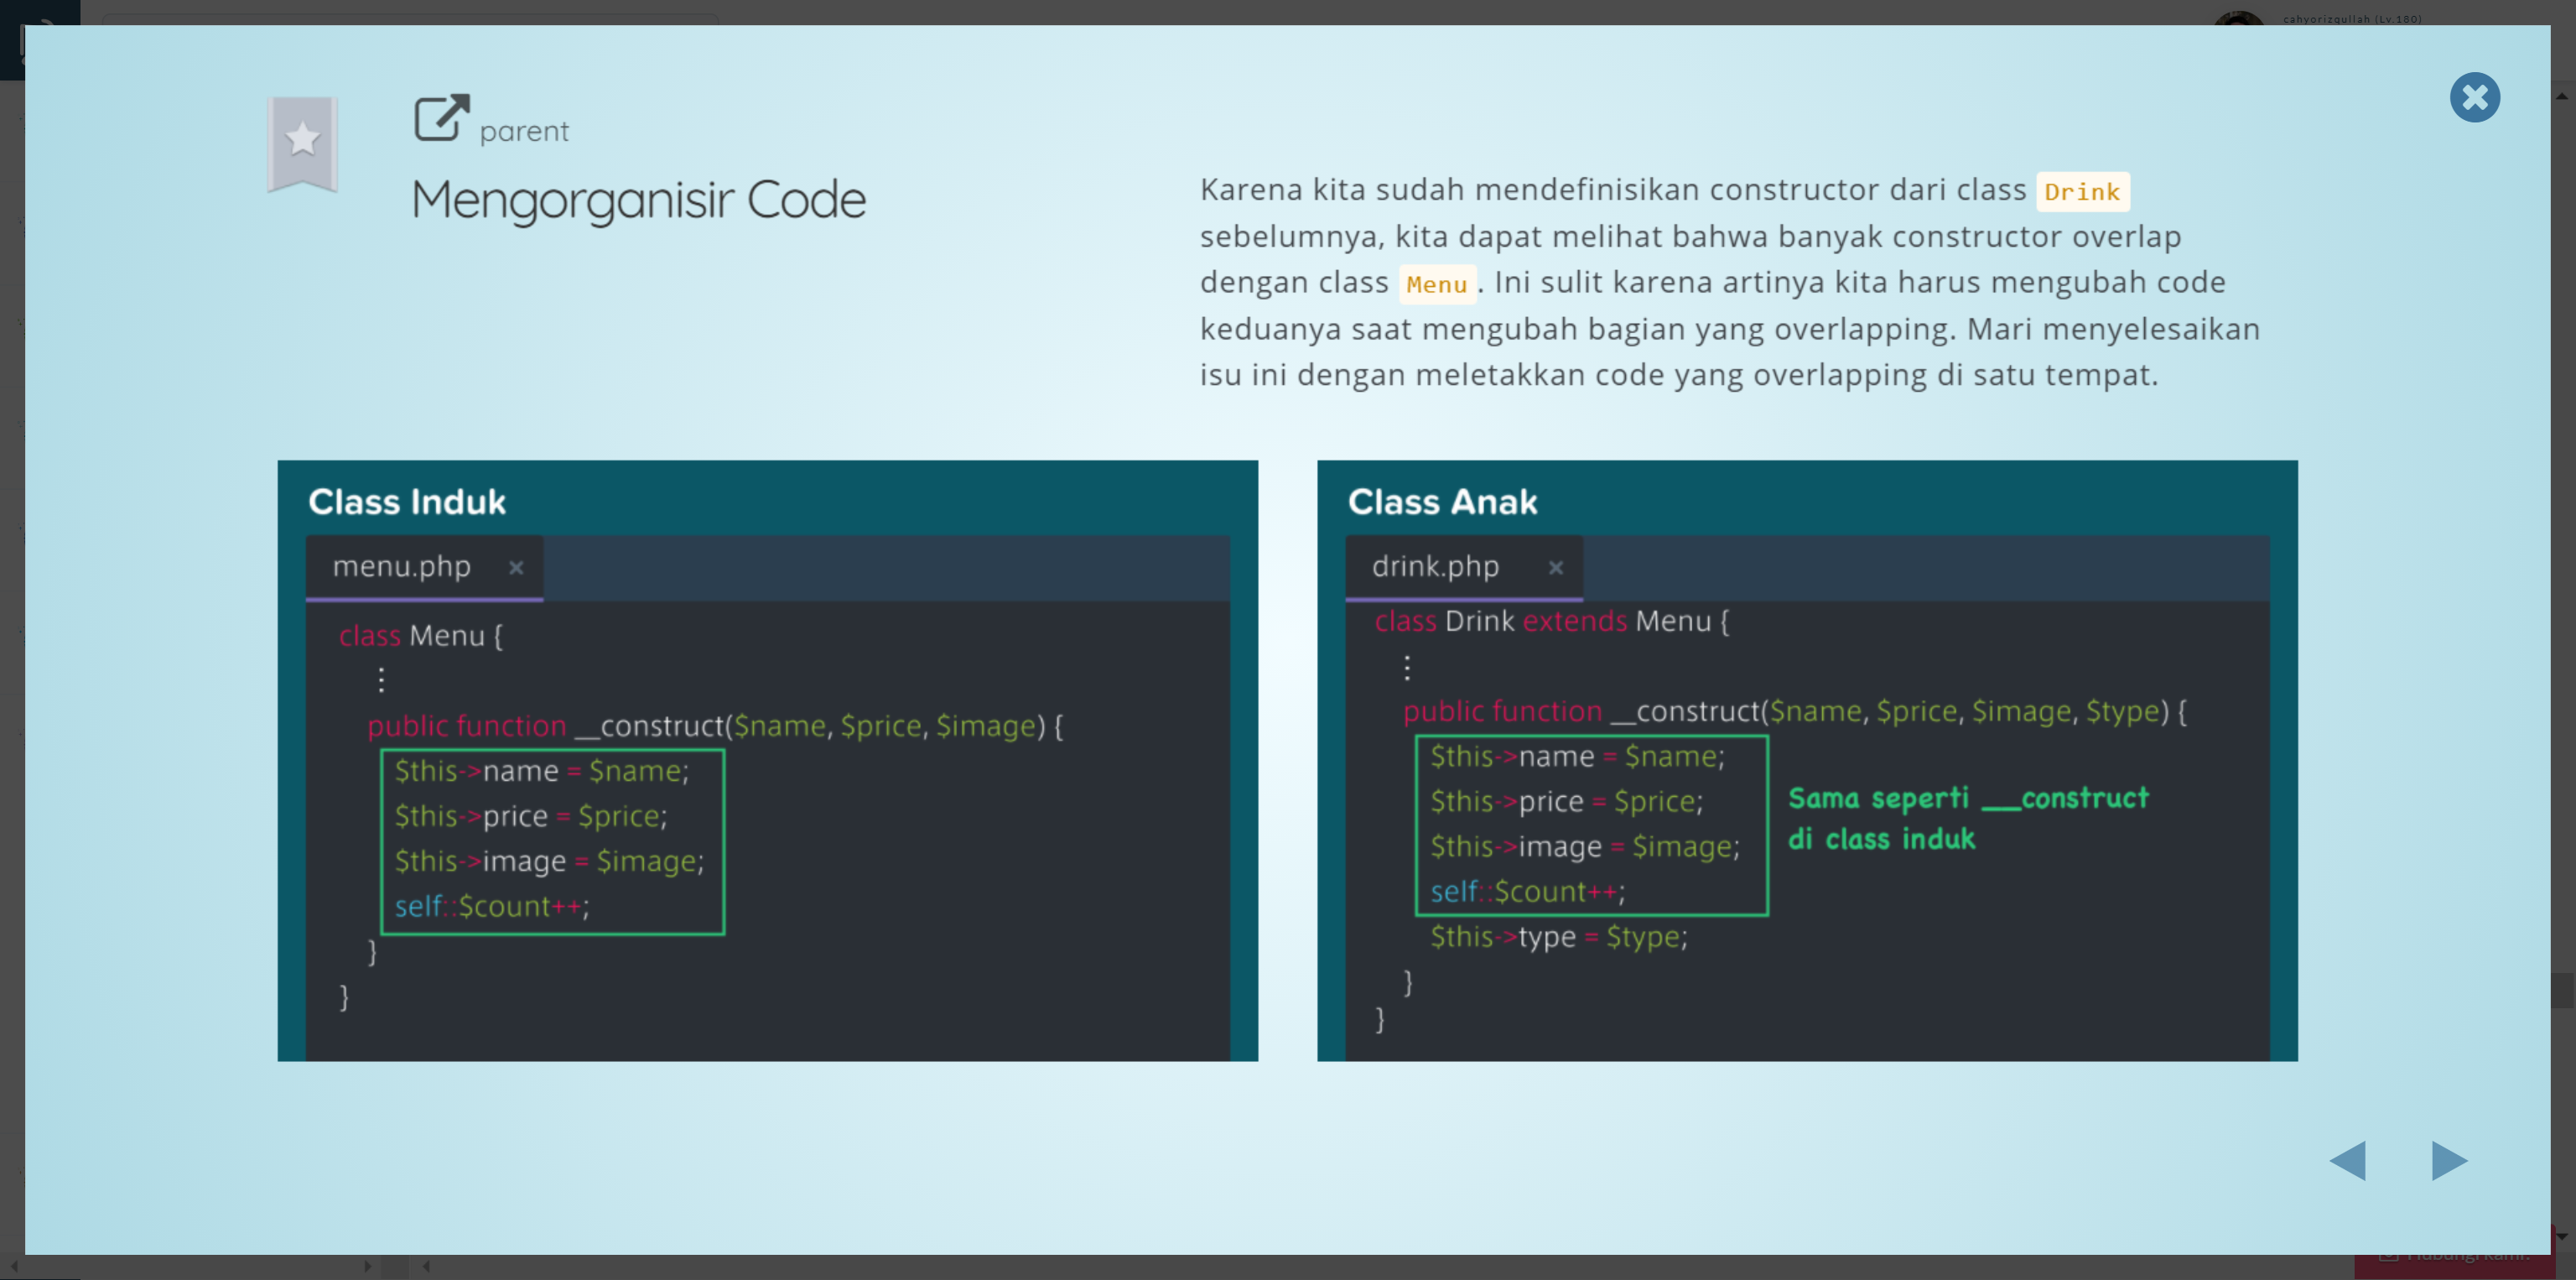 cahyorizqullah (Lv.180)
parent
Mengorganisir Code
Karena kita sudah mendefinisikan constructor dari class Drink
sebelumnya, kita dapat melihat bahwa banyak constructor overlap
dengan class Menu. Ini sulit karena artinya kita harus mengubah code
keduanya saat mengubah bagian yang overlapping. Mari menyelesaikan
isu ini dengan meletakkan code yang overlapping di satu tempat.
Class Induk
menu.php ×
class Menu {
⋮
public function __construct($name, $price, $image) {
$this->name = $name;
$this->price = $price;
$this->image = $image;
self::$count++;
}
}
Class Anak
drink.php ×
class Drink extends Menu {
⋮
public function __construct($name, $price, $image, $type) {
$this->name = $name;
$this->price = $price;
$this->image = $image;
self::$count++;
$this->type = $type;
}
}
Sama seperti __construct
di class induk